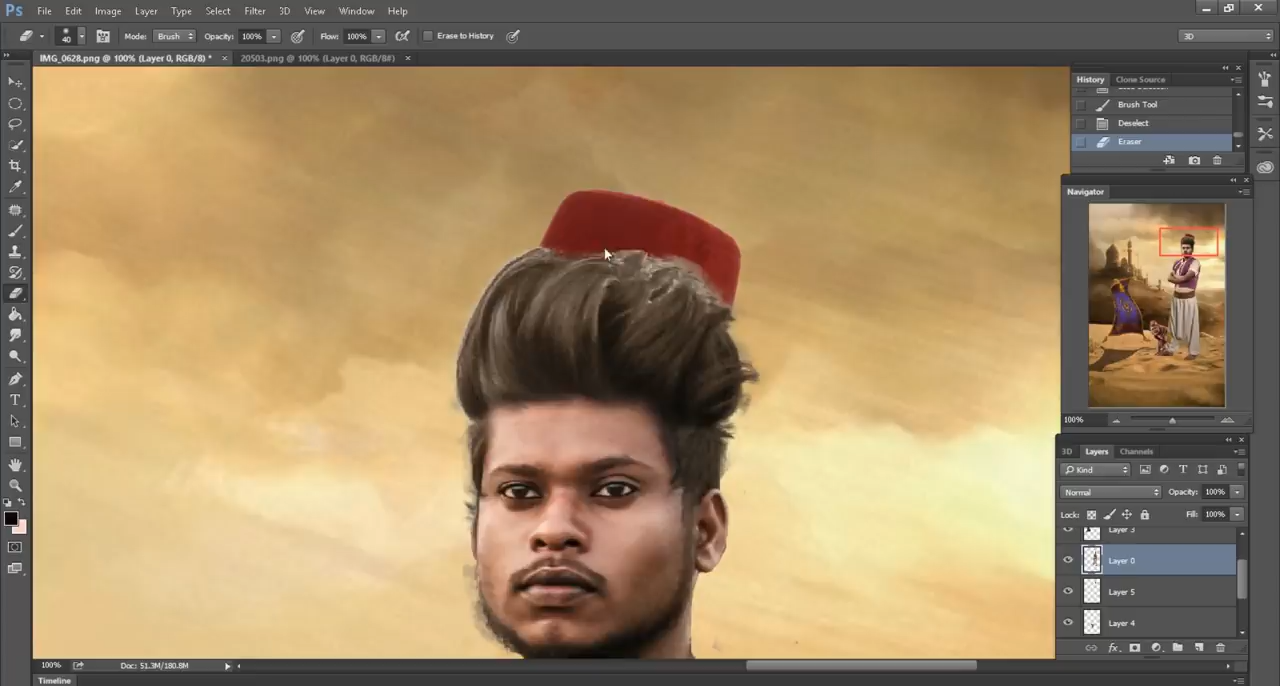 Ps File Edit Image Layer Type Select Filter 3D View Window Help
40 Mode: Brush Opacity: 100% Flow: 100% Erase to History 3D
IMG_0628.png @ 100% (Layer 0, RGB/8) * × 20503.png @ 100% (Layer 0, RGB/8#) ×
History Clone Source
Brush Tool
Deselect
Eraser
Navigator
100%
3D Layers Channels
Kind
Normal Opacity: 100%
Lock: Fill: 100%
Layer 3
Layer 0
Layer 5
Layer 4
100% Doc: 51.3M/180.8M
Timeline